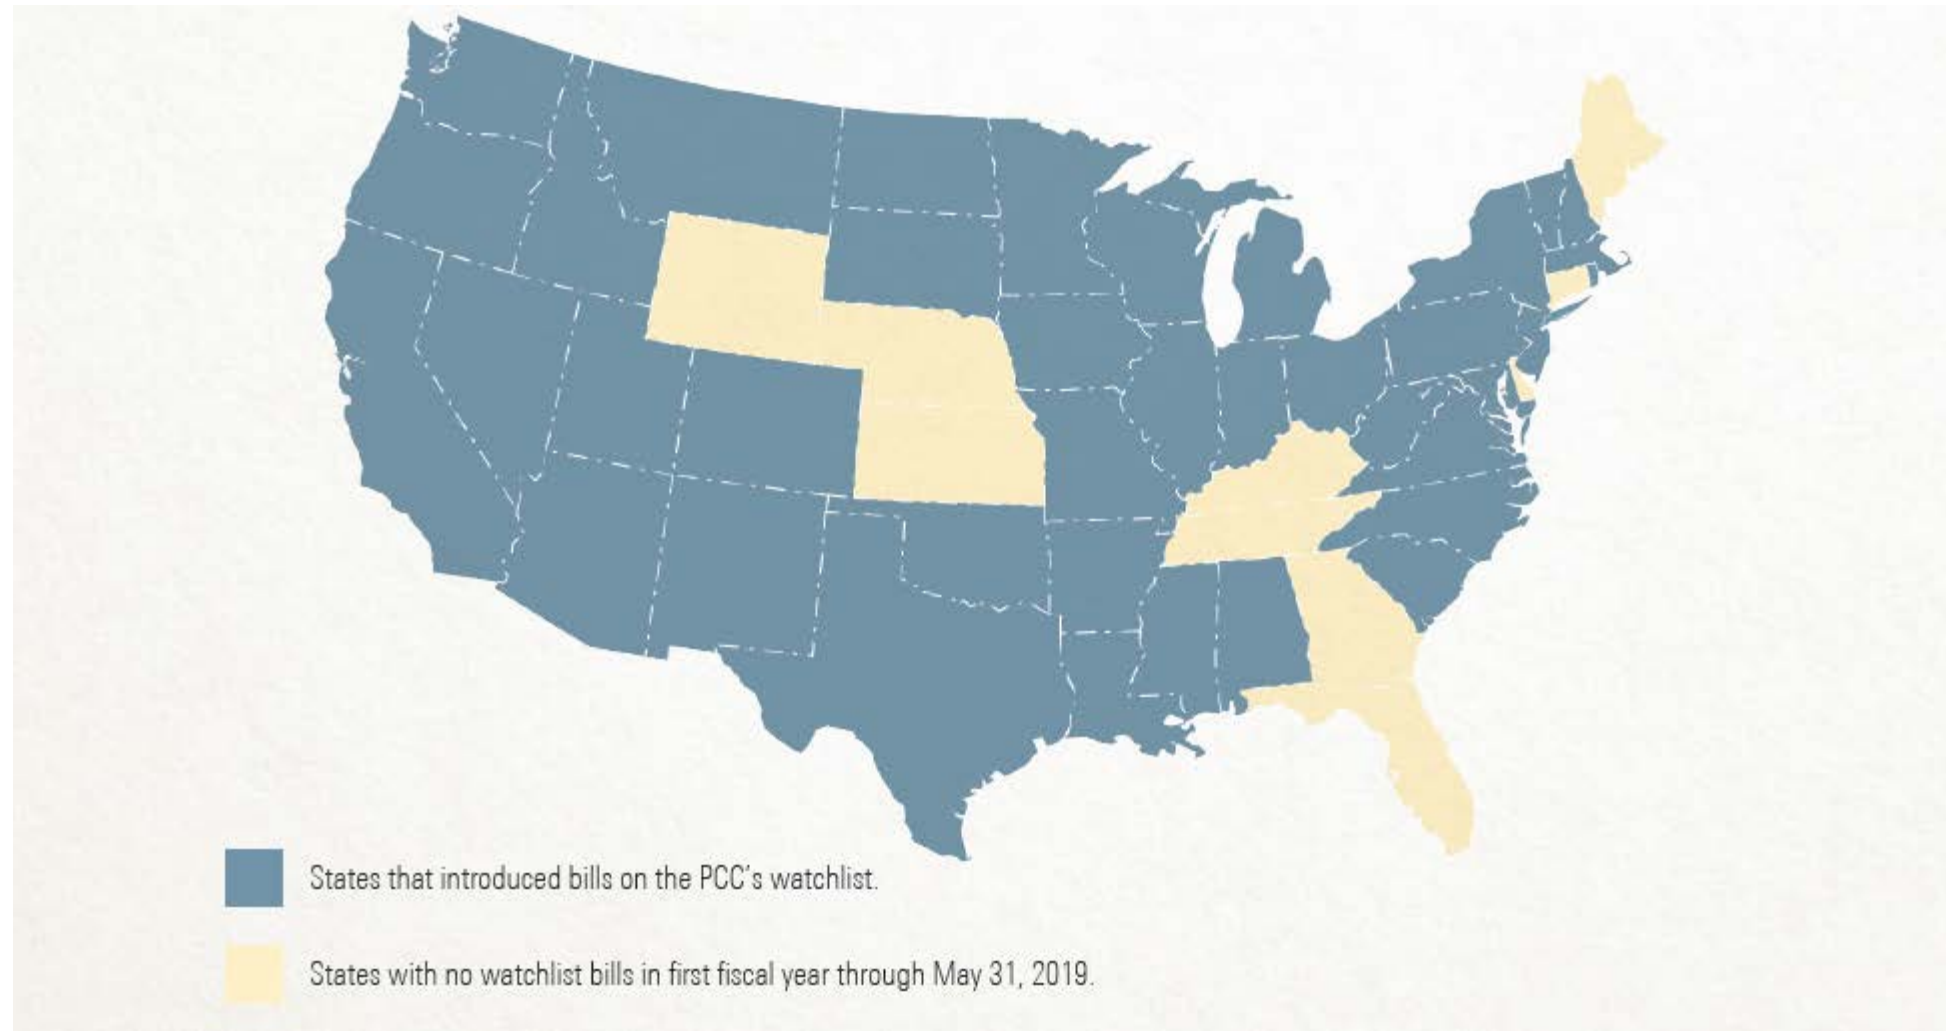 States that introduced bills on the PCC's watchlist.
States with no watchlist bills in first fiscal year through May 31, 2019.